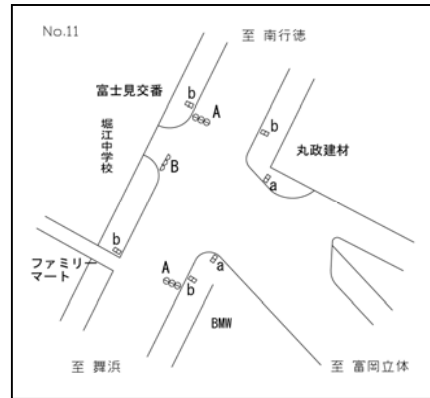 No.11
至 南行徳
富士見交番
b
A
堀江中学校
b
丸政建材
B
a
b
ファミリー
マート
a
A
b
BMW
至 舞浜
至 富岡立体